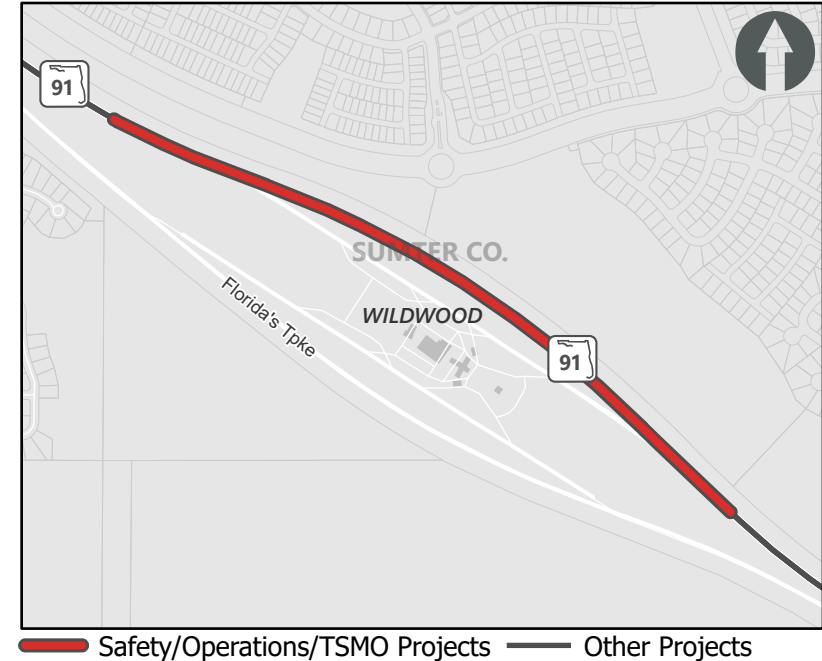 91
SUMTER CO.
Florida's Tpke
WILDWOOD
91
Safety/Operations/TSMO Projects
Other Projects